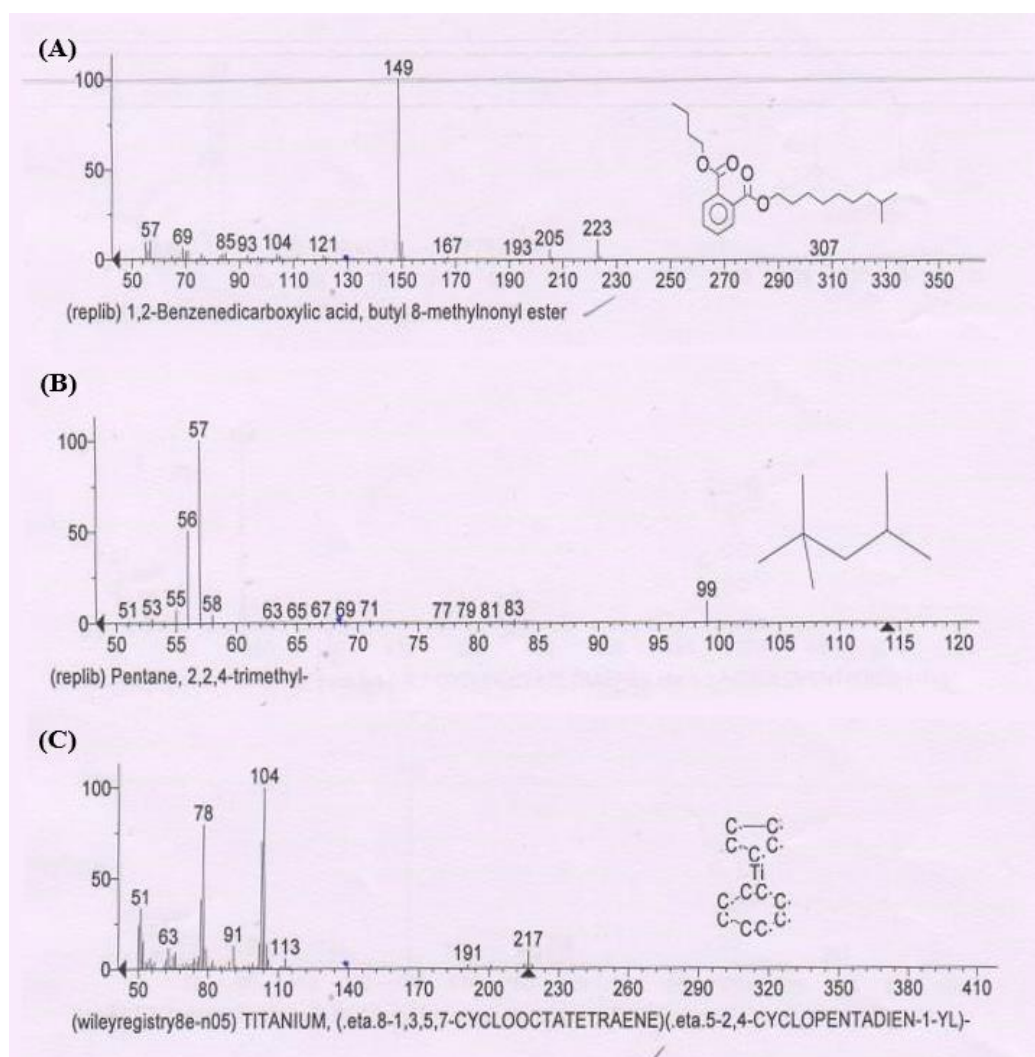 (A)
149
100
50
57 69 85 93 104 121 167 193 205 223 307
0
50 70 90 110 130 150 170 190 210 230 250 270 290 310 330 350
O O O O
(replib) 1,2-Benzenedicarboxylic acid, butyl 8-methylnonyl ester
(B)
57
100
56
50
99
51 53 55 58 63 65 67 69 71 77 79 81 83
0
50 55 60 65 70 75 80 85 90 95 100 105 110 115 120
(replib) Pentane, 2,2,4-trimethyl-
(C)
104
100
78
50
51
63 91 113 191 217
0
C C
C C
C
Ti
C C
C C
C C
C C
50 80 110 140 170 200 230 260 290 320 350 380 410
(wileyregistry8e-n05) TITANIUM, (.eta.8-1,3,5,7-CYCLOOCTATETRAENE)(.eta.5-2,4-CYCLOPENTADIEN-1-YL)-